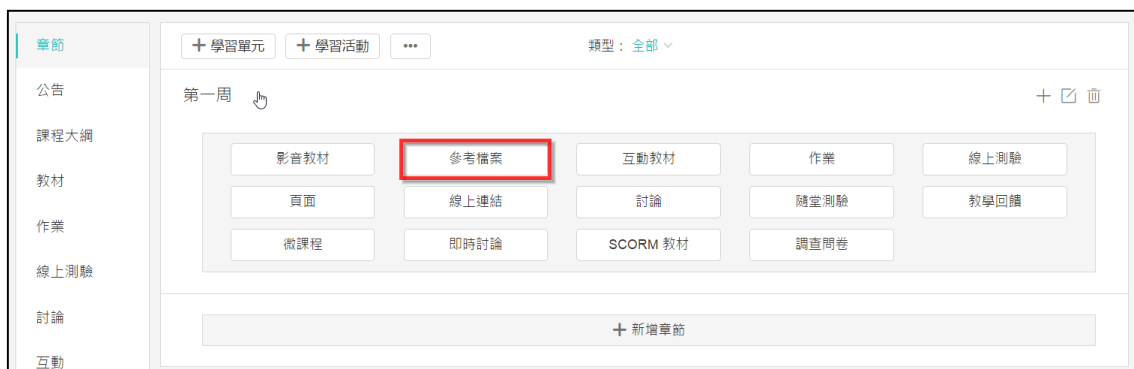 章節
公告
課程大綱
教材
作業
線上測驗
討論
互動
+ 學習單元 + 學習活動 ••• 類型： 全部
第一周
影音教材 參考檔案 互動教材 作業 線上測驗
頁面 線上連結 討論 隨堂測驗 教學回饋
微課程 即時討論 SCORM 教材 調查問卷
+ 新增章節